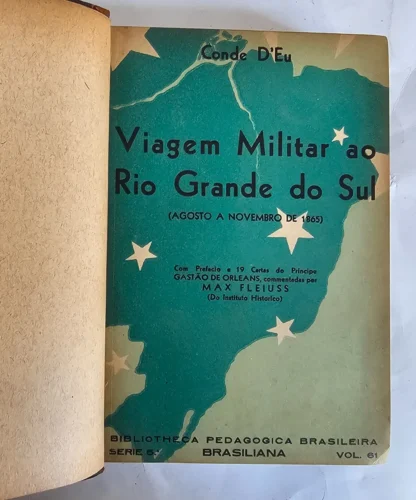 Conde D'Eu
Viagem Militar ao
Rio Grande do Sul
(AGOSTO A NOVEMBRO DE 1865)
Com Prefacio e 19 Cartas do Principe
GASTÃO DE ORLEANS, commentadas por
MAX FLEIUSS
(Do Instituto Historico)
BIBLIOTHECA PEDAGOGICA BRASILEIRA
SERIE 5ª BRASILIANA VOL. 61